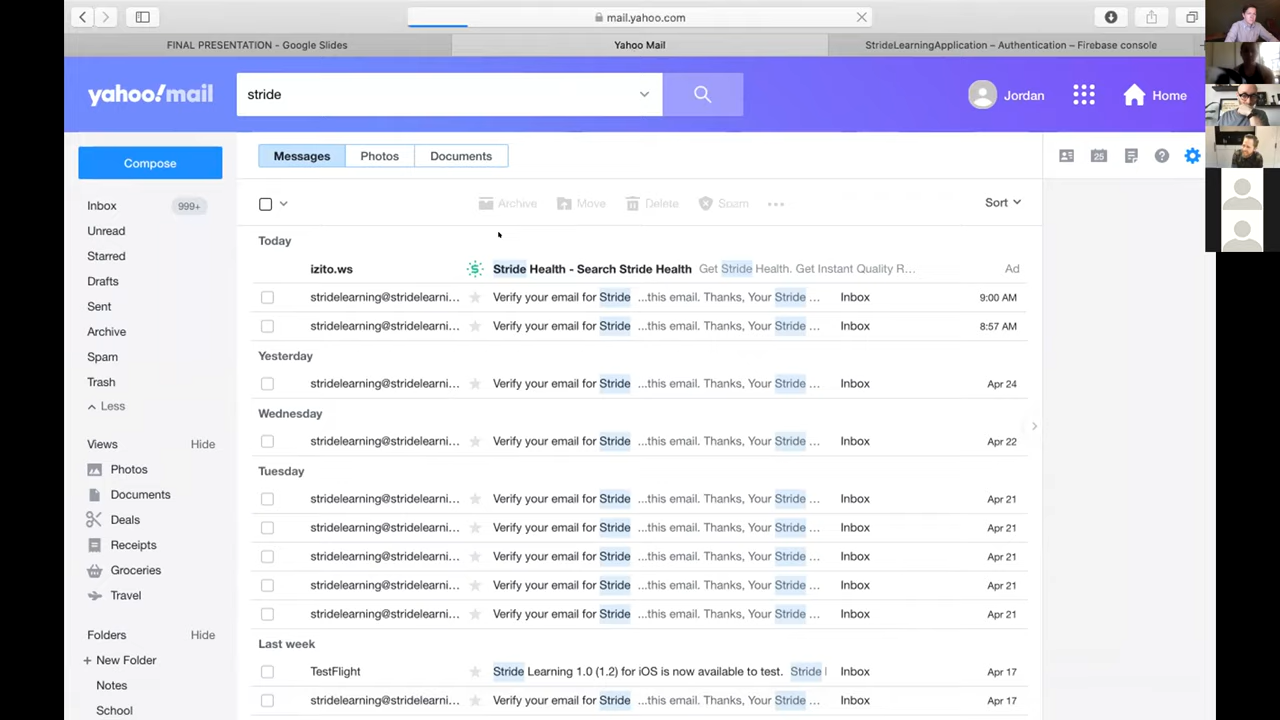 mail.yahoo.com
FINAL PRESENTATION - Google Slides
Yahoo Mail
StrideLearningApplication – Authentication – Firebase console
yahoo!mail
stride
Jordan
Home
Compose
Messages
Photos
Documents
25
Inbox
999+
Archive
Move
Delete
Spam
Sort
Unread
Starred
Drafts
Sent
Archive
Spam
Trash
Less
Views
Hide
Photos
Documents
Deals
Receipts
Groceries
Travel
Folders
Hide
+ New Folder
Notes
School
Today
izito.ws
S
Stride Health - Search Stride Health Get Stride Health. Get Instant Quality R...
Ad
stridelearning@stridelearni... Verify your email for Stride ...this email. Thanks, Your Stride ... Inbox 9:00 AM
stridelearning@stridelearni... Verify your email for Stride ...this email. Thanks, Your Stride ... Inbox 8:57 AM
Yesterday
stridelearning@stridelearni... Verify your email for Stride ...this email. Thanks, Your Stride ... Inbox Apr 24
Wednesday
stridelearning@stridelearni... Verify your email for Stride ...this email. Thanks, Your Stride ... Inbox Apr 22
Tuesday
stridelearning@stridelearni... Verify your email for Stride ...this email. Thanks, Your Stride ... Inbox Apr 21
stridelearning@stridelearni... Verify your email for Stride ...this email. Thanks, Your Stride ... Inbox Apr 21
stridelearning@stridelearni... Verify your email for Stride ...this email. Thanks, Your Stride ... Inbox Apr 21
stridelearning@stridelearni... Verify your email for Stride ...this email. Thanks, Your Stride ... Inbox Apr 21
stridelearning@stridelearni... Verify your email for Stride ...this email. Thanks, Your Stride ... Inbox Apr 21
Last week
TestFlight Stride Learning 1.0 (1.2) for iOS is now available to test. Stride Inbox Apr 17
stridelearning@stridelearni... Verify your email for Stride ...this email. Thanks, Your Stride ... Inbox Apr 17